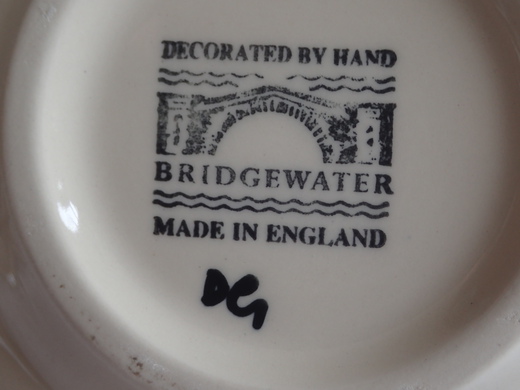 DECORATED BY HAND
BRIDGEWATER
MADE IN ENGLAND
DG